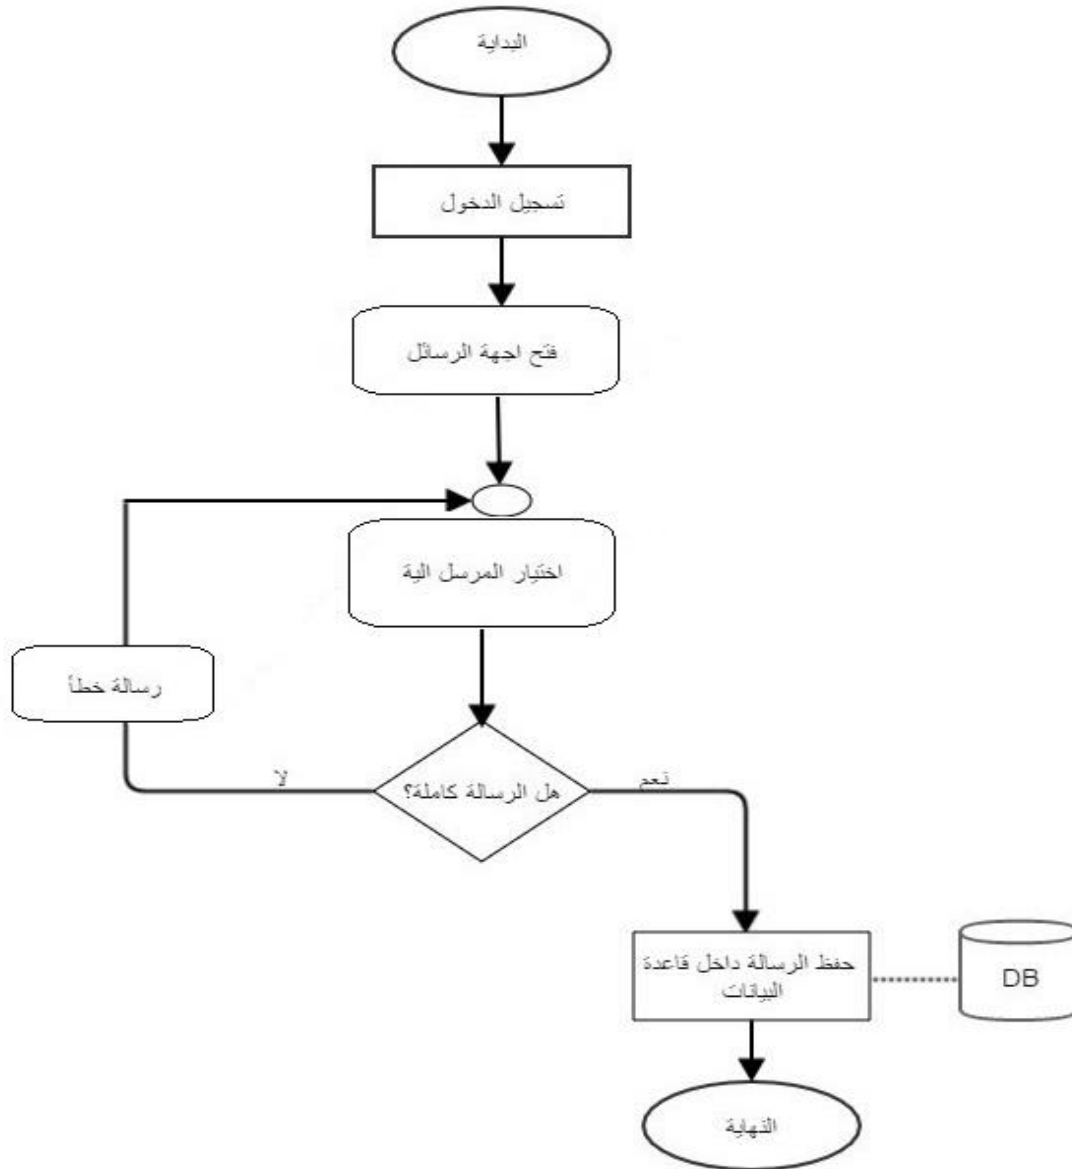 البداية
تسجيل الدخول
فتح اجهة الرسائل
اختيار المرسل الية
رسالة خطأ
هل الرسالة كاملة؟
لا
نعم
حفظ الرسالة داخل قاعدة
البيانات
DB
النهاية